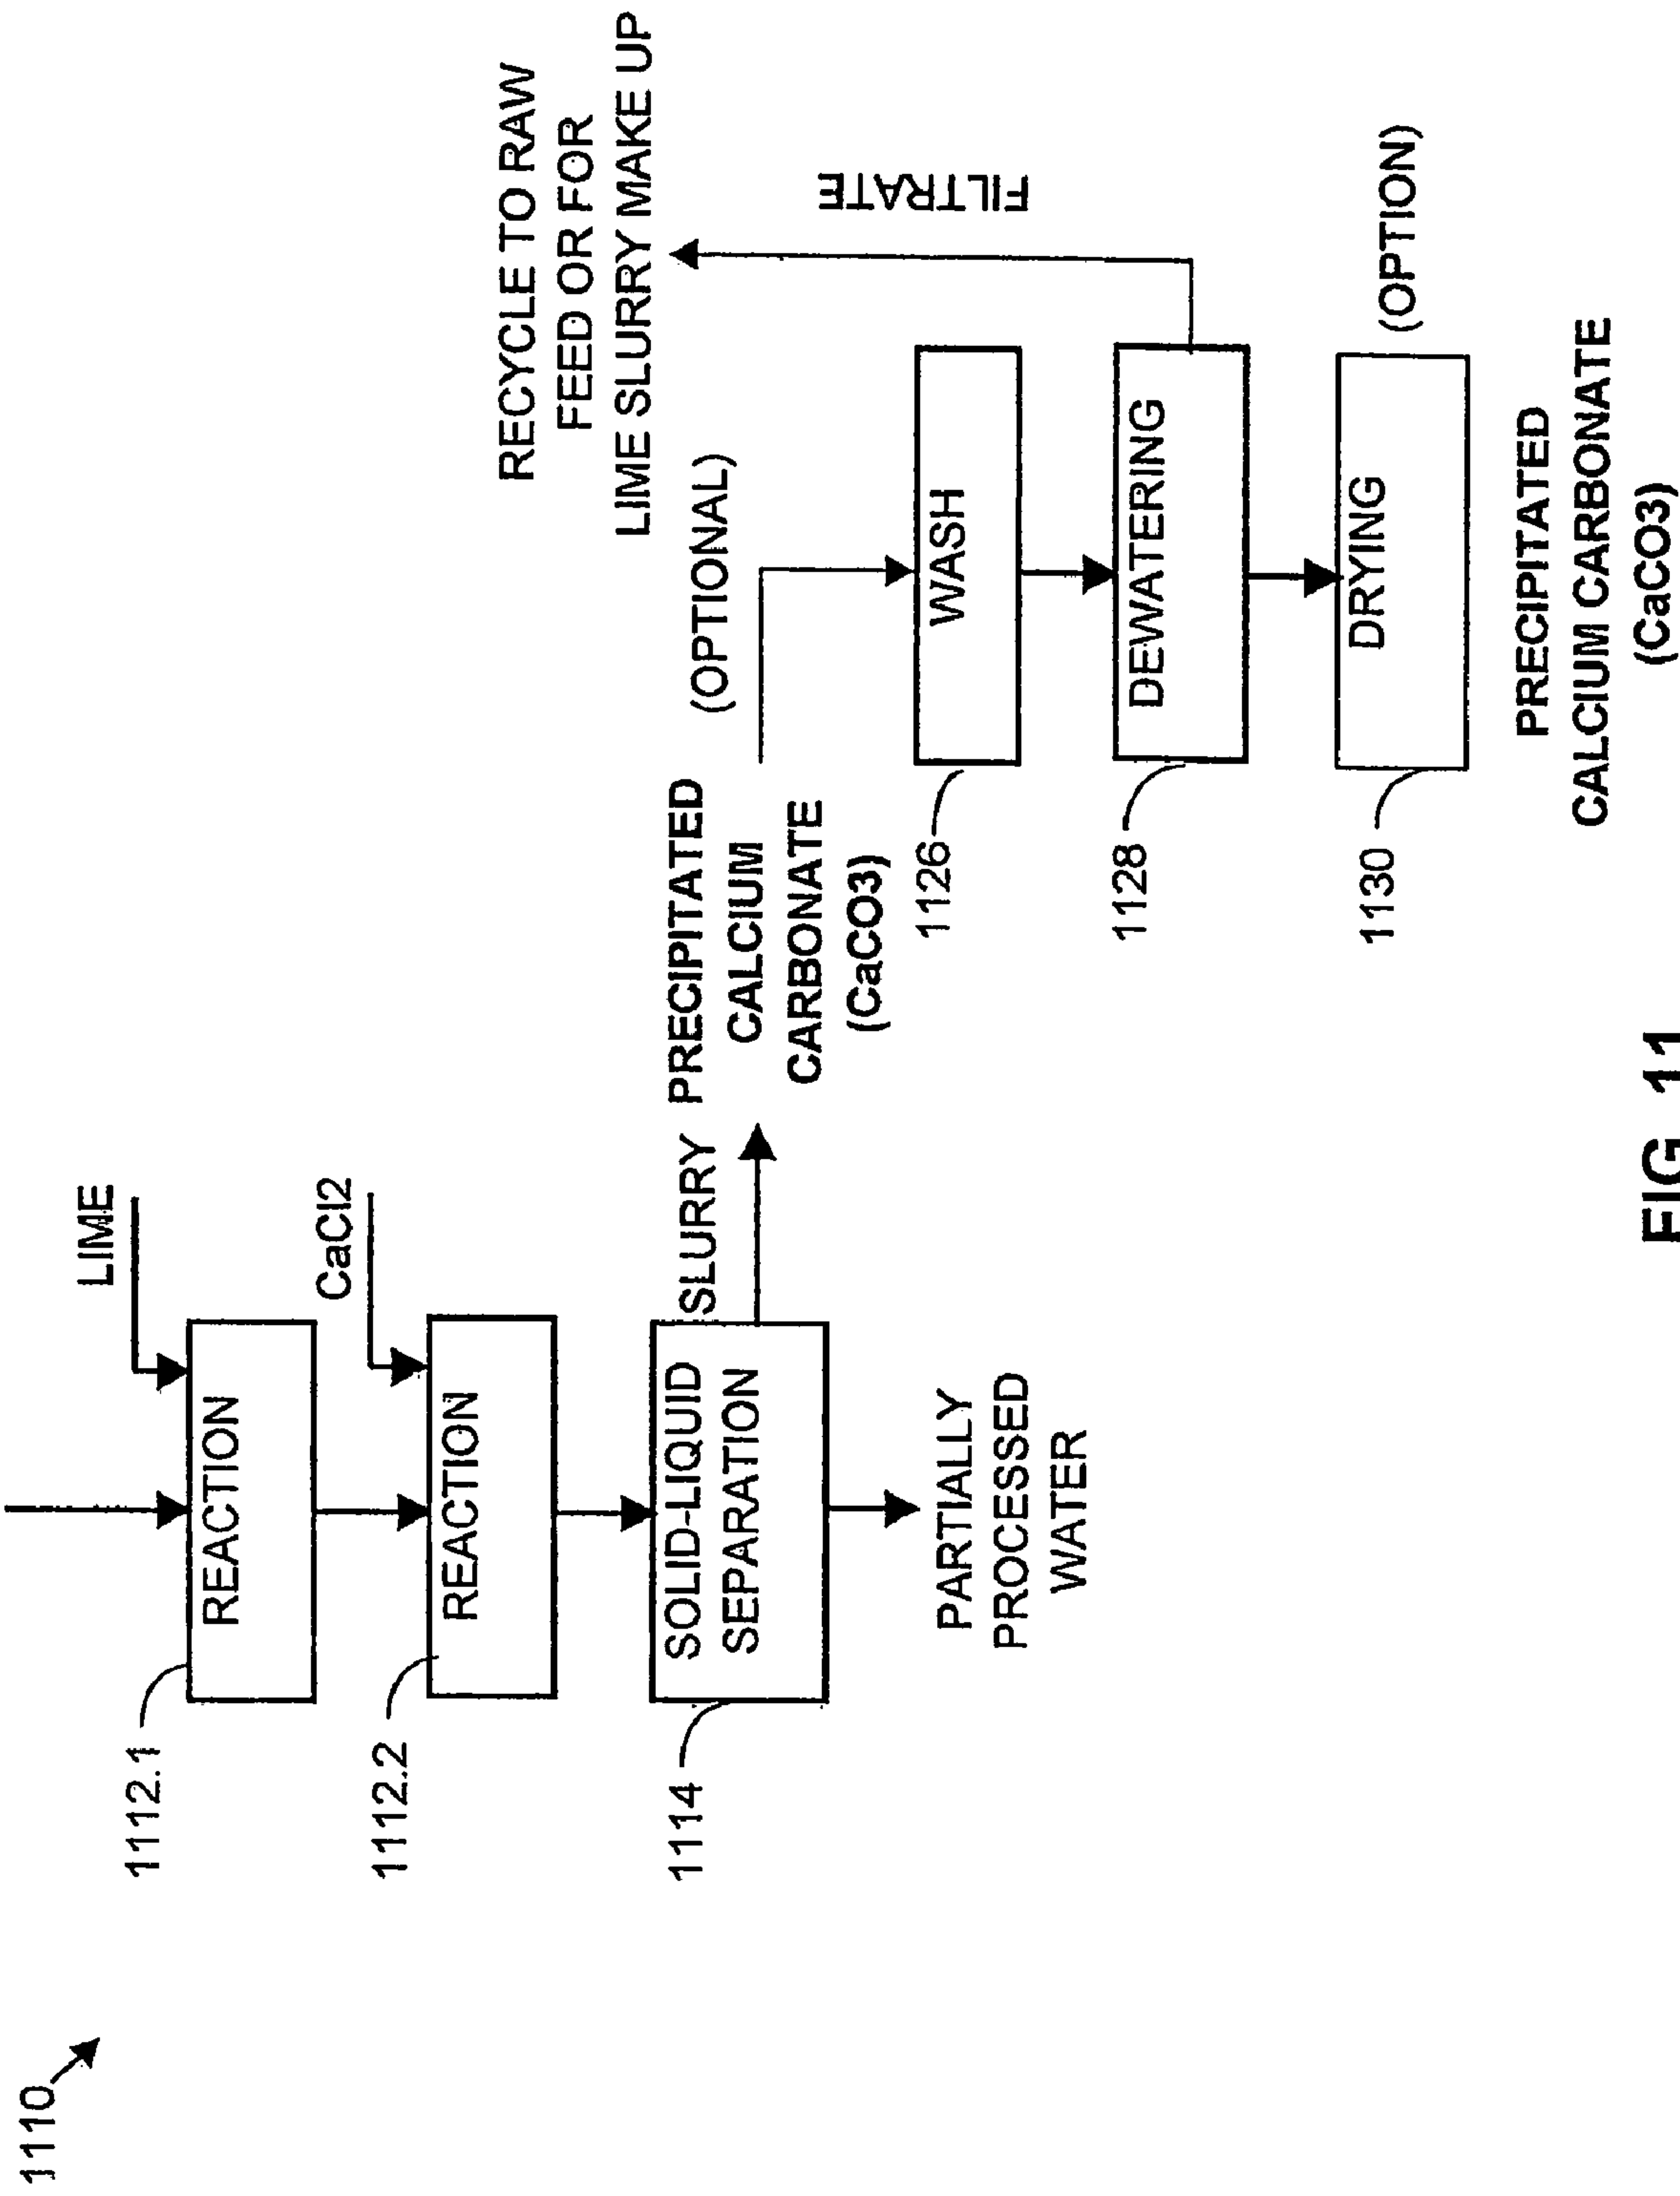 1110
LIME
1112.1
REACTION
CaCl2
1112.2
REACTION
1114
SOLID-LIQUID
SEPARATION
SLURRY
PARTIALLY
PROCESSED
WATER
PRECIPITATED
CALCIUM
CARBONATE
(CaCO3)
(OPTIONAL)
RECYCLE TO RAW
FEED OR FOR
LIME SLURRY MAKE UP
FILTRATE
1126
WASH
1128
DEWATERING
1130
DRYING
(OPTION)
PRECIPITATED
CALCIUM CARBONATE
(CaCO3)
FIG 11